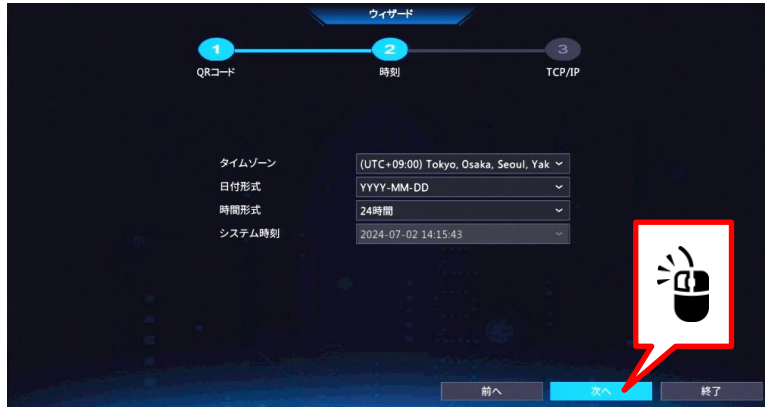 ウィザード
1 2 3
QRコード 時刻 TCP/IP
タイムゾーン (UTC+09:00) Tokyo, Osaka, Seoul, Yak
日付形式 YYYY-MM-DD
時間形式 24時間
システム時刻 2024-07-02 14:15:43
前へ 次へ 終了